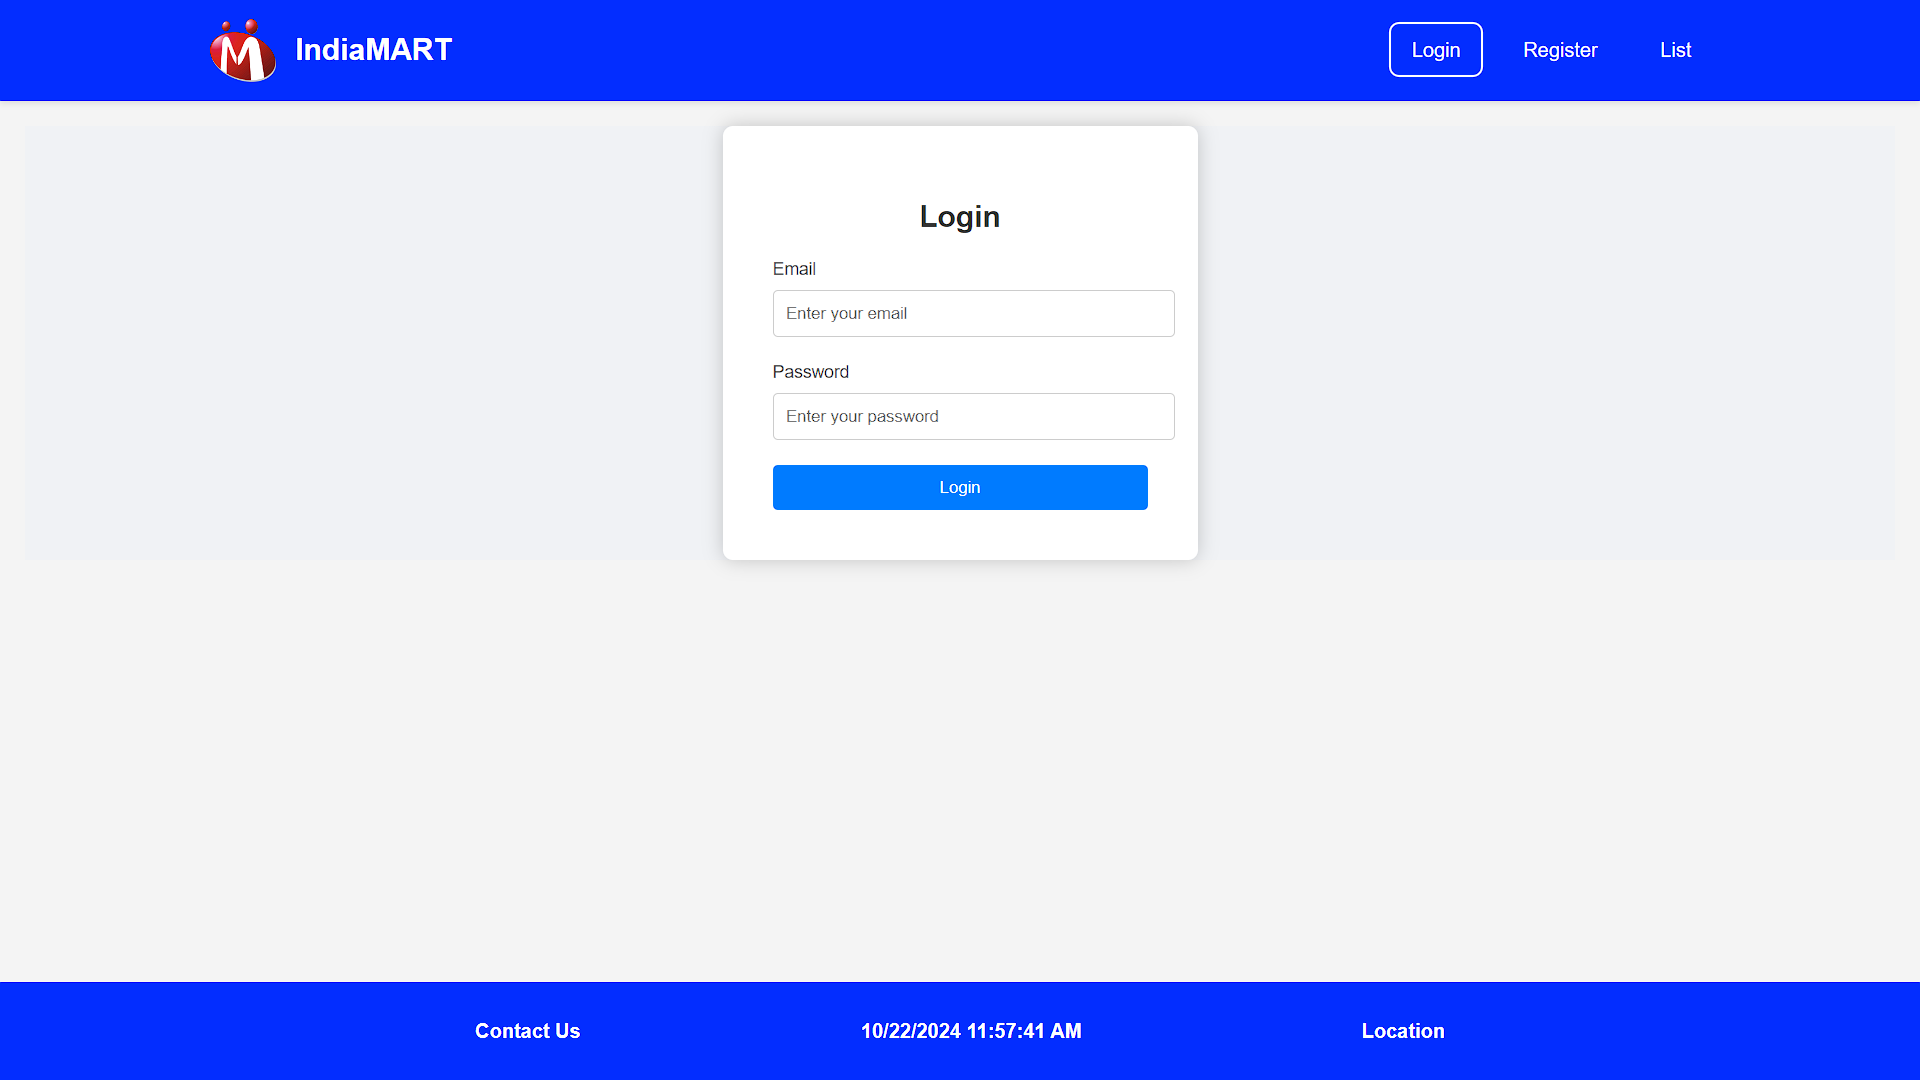 IndiaMART
Login Register List
Login
Email
Enter your email
Password
Enter your password
Login
Contact Us 10/22/2024 11:57:41 AM Location